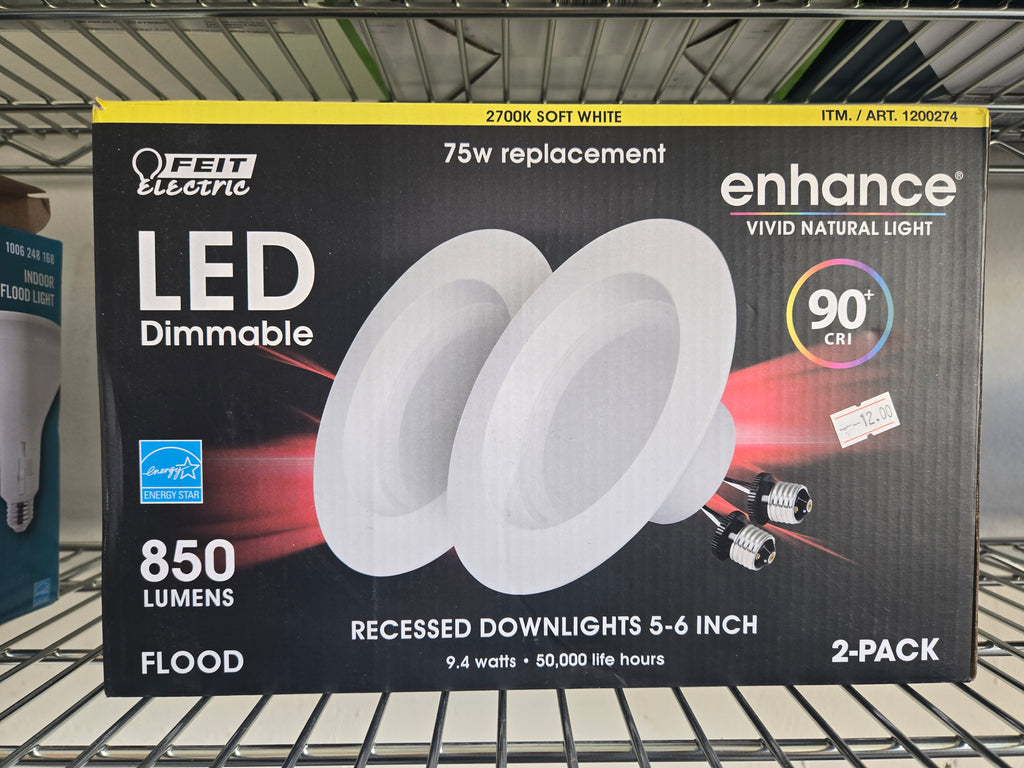 2700K SOFT WHITE
ITM. / ART. 1200274
FEIT
Electric
75w replacement
enhance®
VIVID NATURAL LIGHT
LED
Dimmable
90+
CRI
12.00
energy
ENERGY STAR
850
LUMENS
FLOOD
RECESSED DOWNLIGHTS 5-6 INCH
9.4 watts • 50,000 life hours
2-PACK
1006 248 168
INDOOR
FLOOD LIGHT